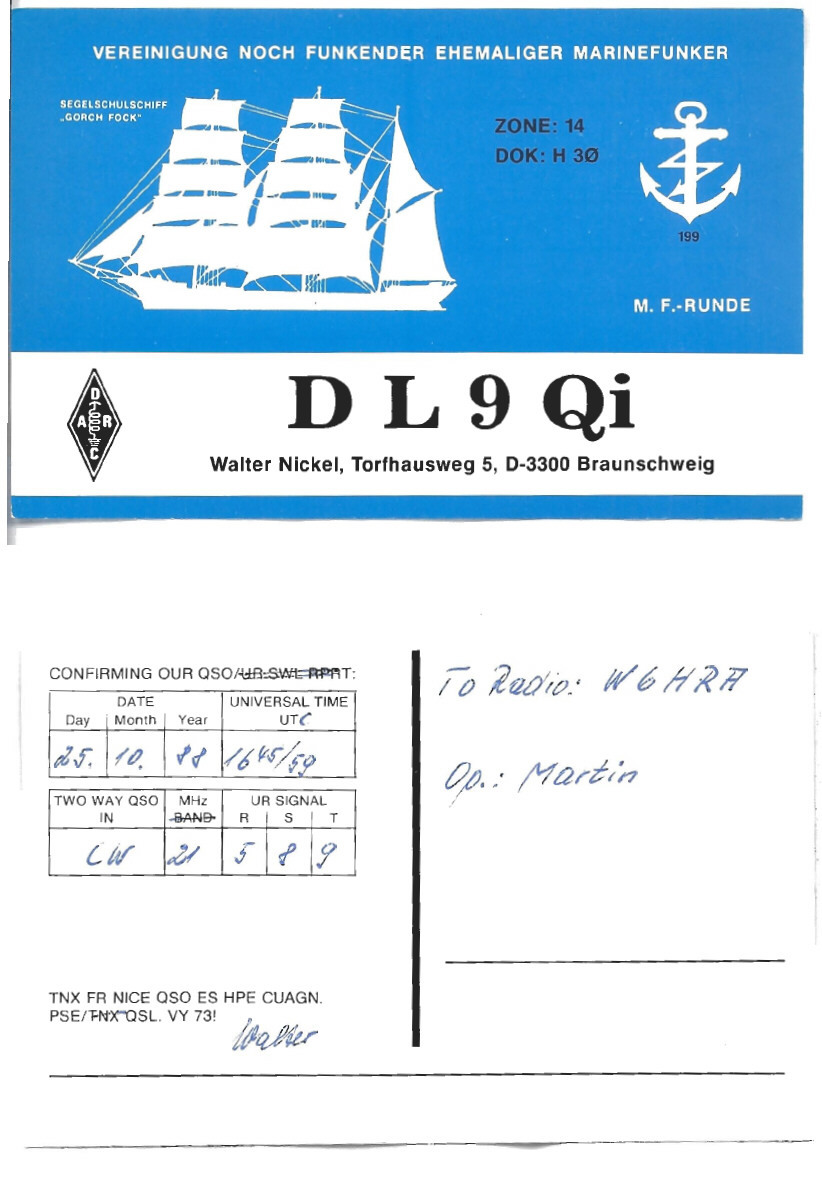 VEREINIGUNG NOCH FUNKENDER EHEMALIGER MARINEFUNKER
SEGELSCHULSCHIFF
„GORCH FOCK"
ZONE: 14
DOK: H 3Ø
199
M. F.-RUNDE
D
A R
C
D L 9 Qi
Walter Nickel, Torfhausweg 5, D-3300 Braunschweig
CONFIRMING OUR QSO/UR SWL RPRT:
DATE
UNIVERSAL TIME
Day Month Year
UTC
25. 10. 88 16 45/59
TWO WAY QSO MHz UR SIGNAL
IN BAND R S T
CW 21 5 8 9
TNX FR NICE QSO ES HPE CUAGN.
PSE/TNX QSL. VY 73!
Walter
To Radio: W6HRA
Op.: Martin